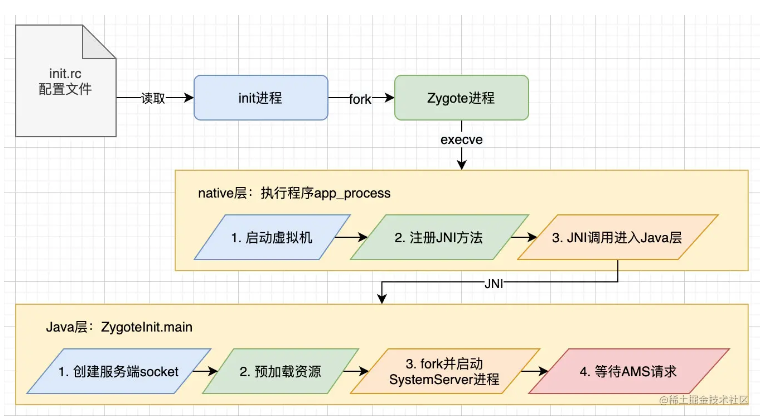 init.rc
配置文件
读取
init进程
fork
Zygote进程
execve
native层：执行程序app_process
1. 启动虚拟机
2. 注册JNI方法
3. JNI调用进入Java层
JNI
Java层：ZygoteInit.main
1. 创建服务端socket
2. 预加载资源
3. fork并启动
SystemServer进程
4. 等待AMS请求
@稀土掘金技术社区